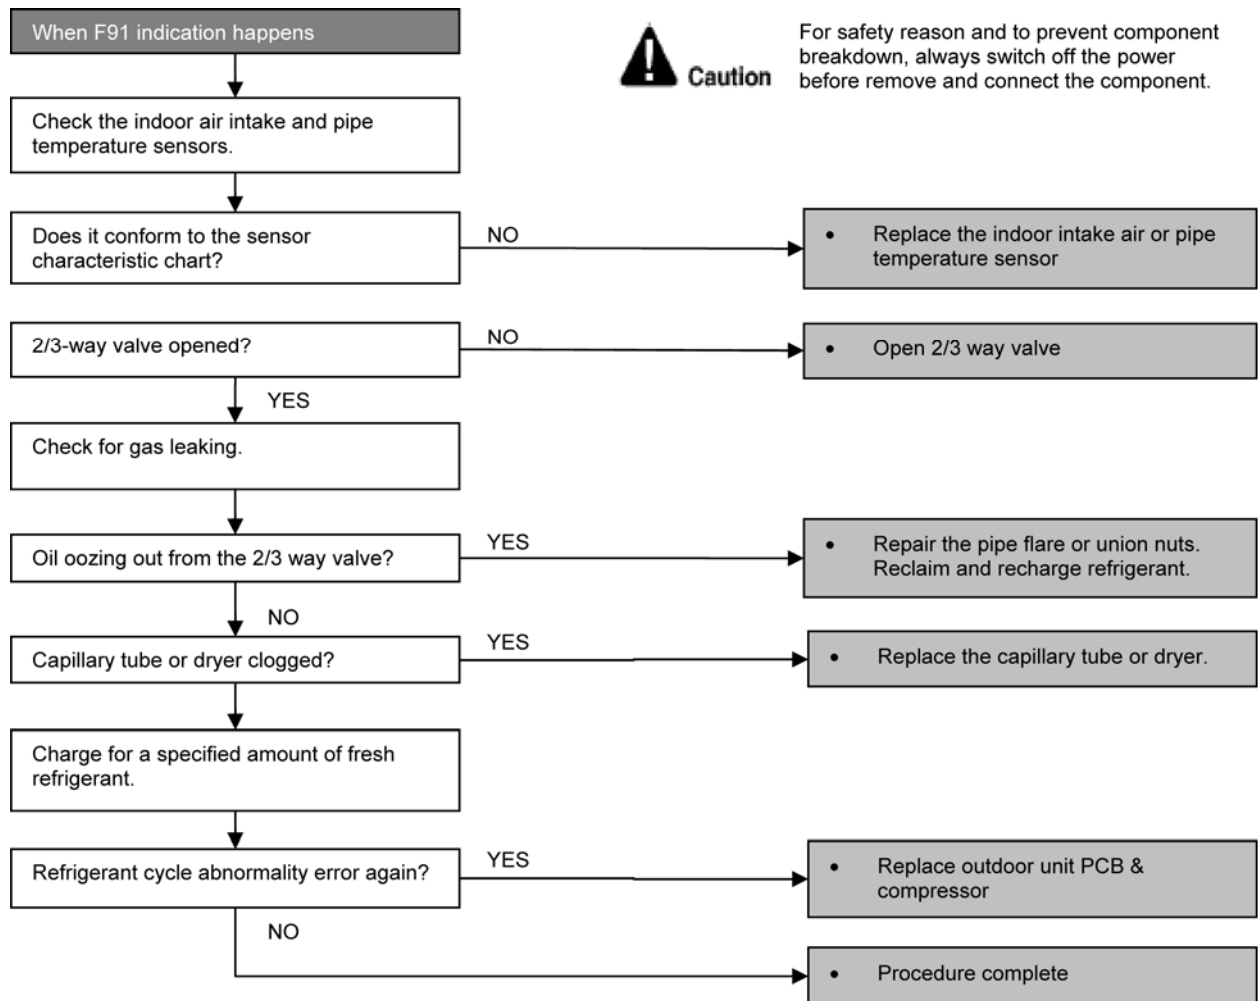 When F91 indication happens
Caution
For safety reason and to prevent component
breakdown, always switch off the power
before remove and connect the component.
Check the indoor air intake and pipe
temperature sensors.
Does it conform to the sensor
characteristic chart?
NO
• Replace the indoor intake air or pipe
temperature sensor
2/3-way valve opened?
NO
• Open 2/3 way valve
YES
Check for gas leaking.
Oil oozing out from the 2/3 way valve?
YES
• Repair the pipe flare or union nuts.
Reclaim and recharge refrigerant.
NO
Capillary tube or dryer clogged?
YES
• Replace the capillary tube or dryer.
Charge for a specified amount of fresh
refrigerant.
Refrigerant cycle abnormality error again?
YES
• Replace outdoor unit PCB &
compressor
NO
• Procedure complete